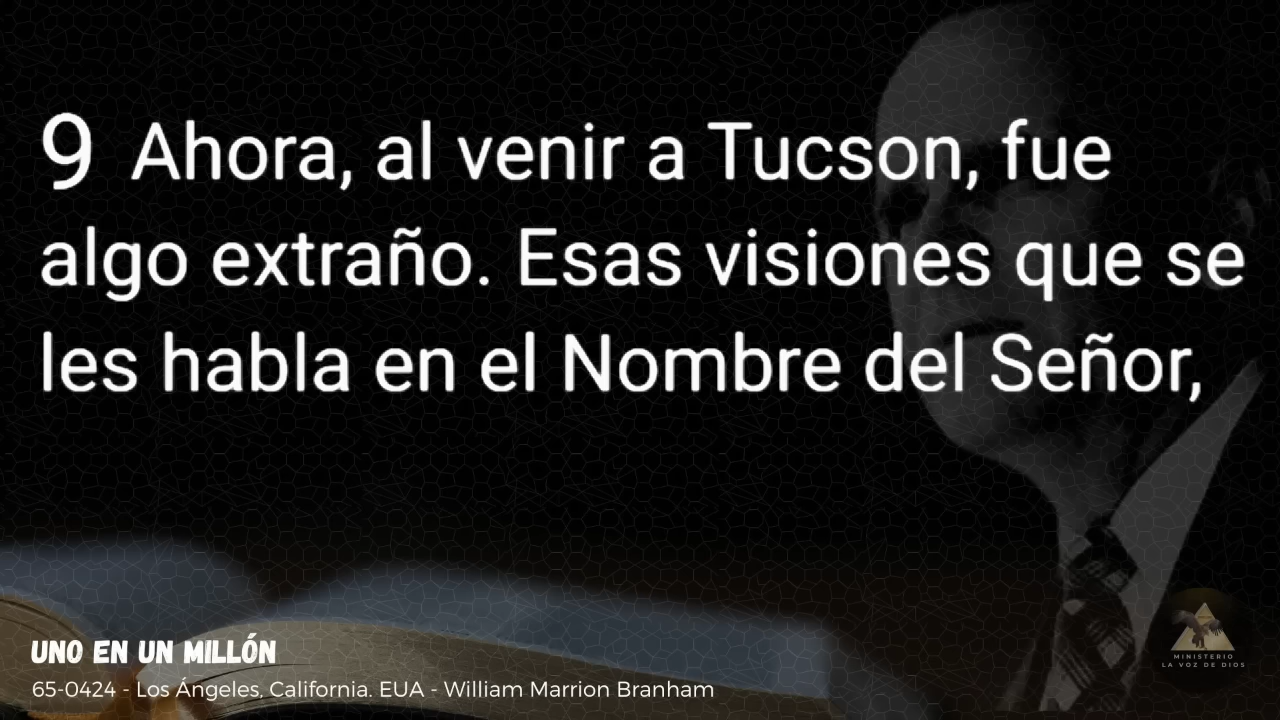 9 Ahora, al venir a Tucson, fue
algo extraño. Esas visiones que se
les habla en el Nombre del Señor,
UNO EN UN MILLÓN
65-0424 - Los Ángeles, California. EUA - William Marrion Branham
MINISTERIO
LA VOZ DE DIOS